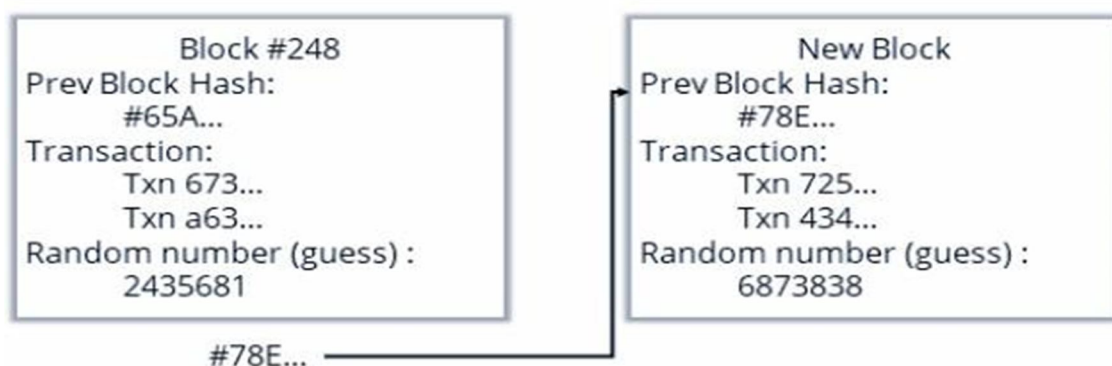 Block #248
Prev Block Hash:
#65A...
Transaction:
Txn 673...
Txn a63...
Random number (guess) :
2435681
#78E...
New Block
Prev Block Hash:
#78E...
Transaction:
Txn 725...
Txn 434...
Random number (guess) :
6873838